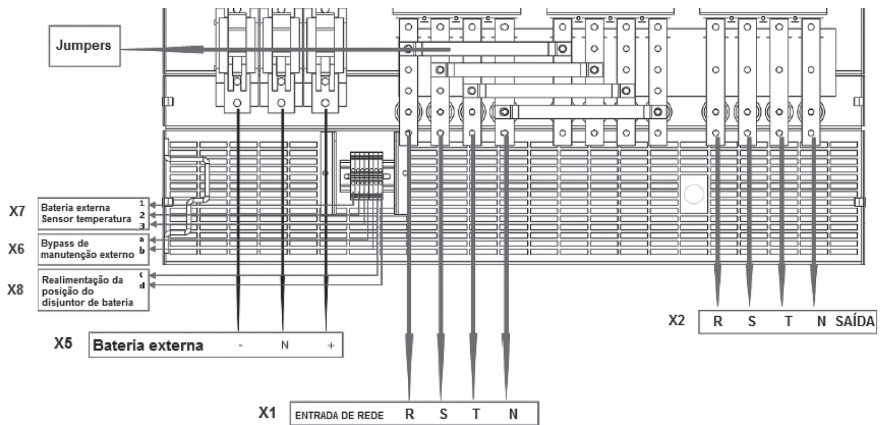 Jumpers
X7
Bateria externa 1
Sensor temperatura 2
3
X6
Bypass de a
manutenção externo b
X8
Realimentação da c
posição do d
disjuntor de bateria
X5 Bateria externa - N +
X2 R S T N SAÍDA
X1 ENTRADA DE REDE R S T N